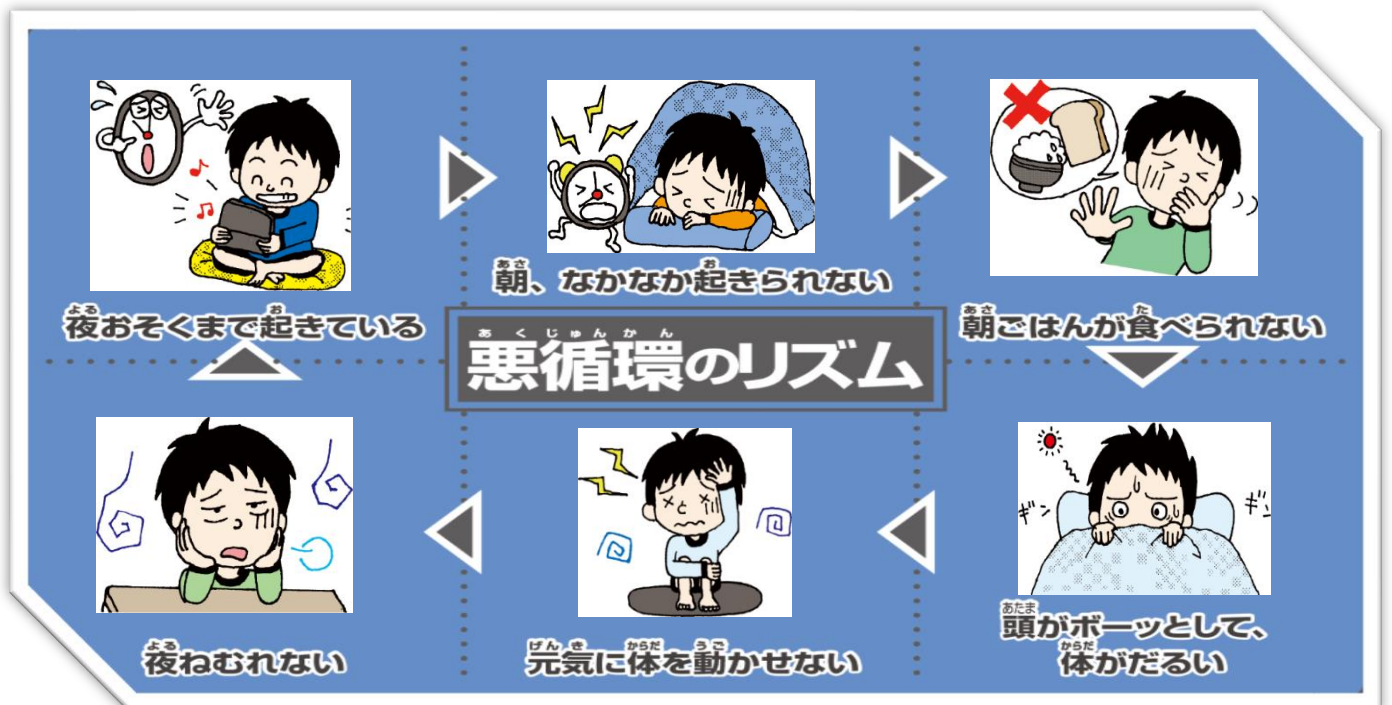 夜おそくまで起きている
朝、なかなか起きられない
朝ごはんが食べられない
悪循環のリズム
ギン
ギン
頭がボーッとして、
体がだるい
元気に体を動かせない
夜ねむれない